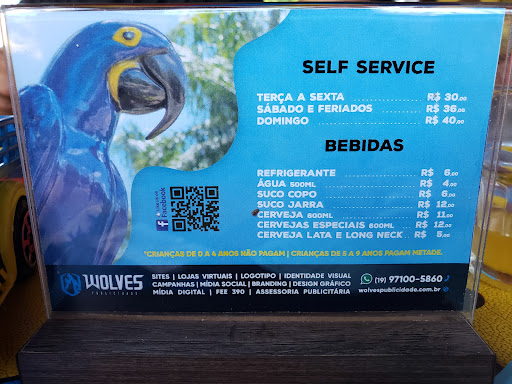 SELF SERVICE
TERÇA A SEXTA R$ 30,00
SÁBADO E FERIADOS R$ 36,00
DOMINGO R$ 40,00
BEBIDAS
REFRIGERANTE R$ 6,00
ÁGUA 500ML R$ 4,00
SUCO COPO R$ 6,00
SUCO JARRA R$ 12,00
CERVEJA 600ML R$ 11,00
CERVEJAS ESPECIAIS 600ML R$ 12,00
CERVEJA LATA E LONG NECK R$ 5,00
Facebook
*CRIANÇAS DE 0 A 4 ANOS NÃO PAGAM | CRIANÇAS DE 5 A 9 ANOS PAGAM METADE.
WOLVES
PUBLICIDADE
SITES | LOJAS VIRTUAIS | LOGOTIPO | IDENTIDADE VISUAL
CAMPANHAS | MÍDIA SOCIAL | BRANDING | DESIGN GRÁFICO
MÍDIA DIGITAL | FEE 390 | ASSESSORIA PUBLICITÁRIA
(19) 97100-5860
wolvespublicidade.com.br